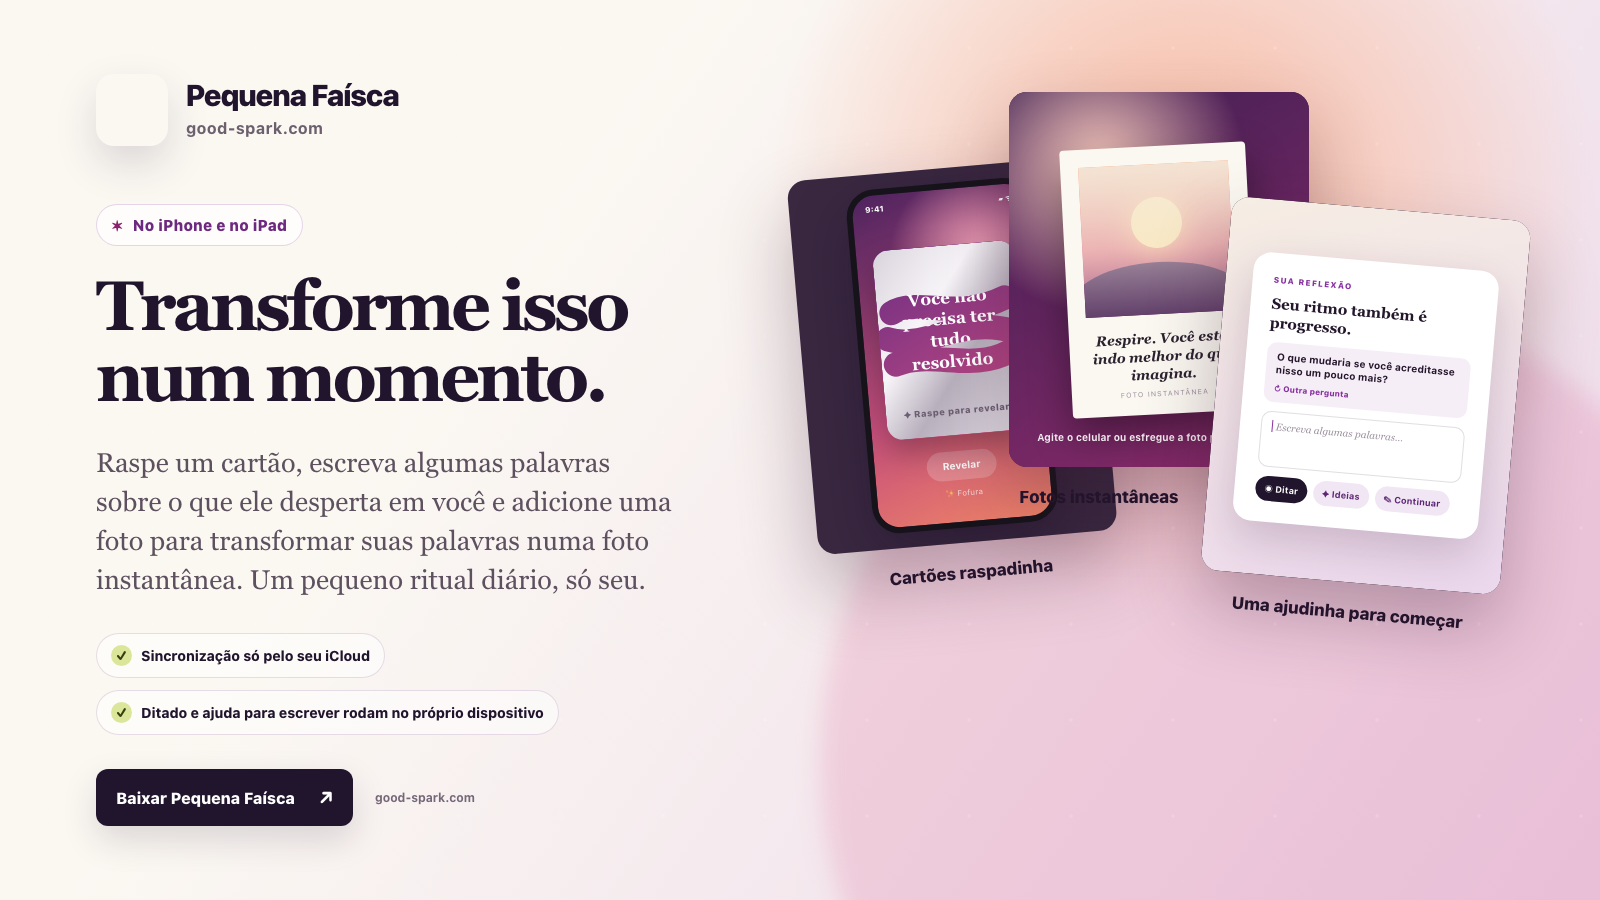 Pequena Faísca
good-spark.com
No iPhone e no iPad
Transforme isso
num momento.
Raspe um cartão, escreva algumas palavras
sobre o que ele desperta em você e adicione uma
foto para transformar suas palavras numa foto
instantânea. Um pequeno ritual diário, só seu.
Sincronização só pelo seu iCloud
Ditado e ajuda para escrever rodam no próprio dispositivo
Baixar Pequena Faísca
good-spark.com
9:41
Você não
precisa ter
tudo
resolvido
Raspe para revelar
Revelar
Fofura
Cartões raspadinha
Respire. Você
indo melhor do
imagina.
FOTO INSTANTÂNEA
Agite o celular ou esfregue a foto
Fotos instantâneas
SUA REFLEXÃO
Seu ritmo também é
progresso.
O que mudaria se você acreditasse
nisso um pouco mais?
Outra pergunta
Escreva algumas palavras...
Ditar
Ideias
Continuar
Uma ajudinha para começar